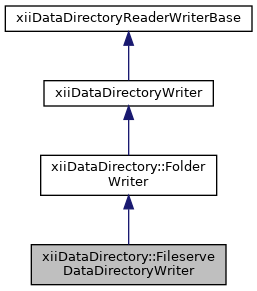 xiiDataDirectoryReaderWriterBase
xiiDataDirectoryWriter
xiiDataDirectory::Folder
Writer
xiiDataDirectory::Fileserve
DataDirectoryWriter